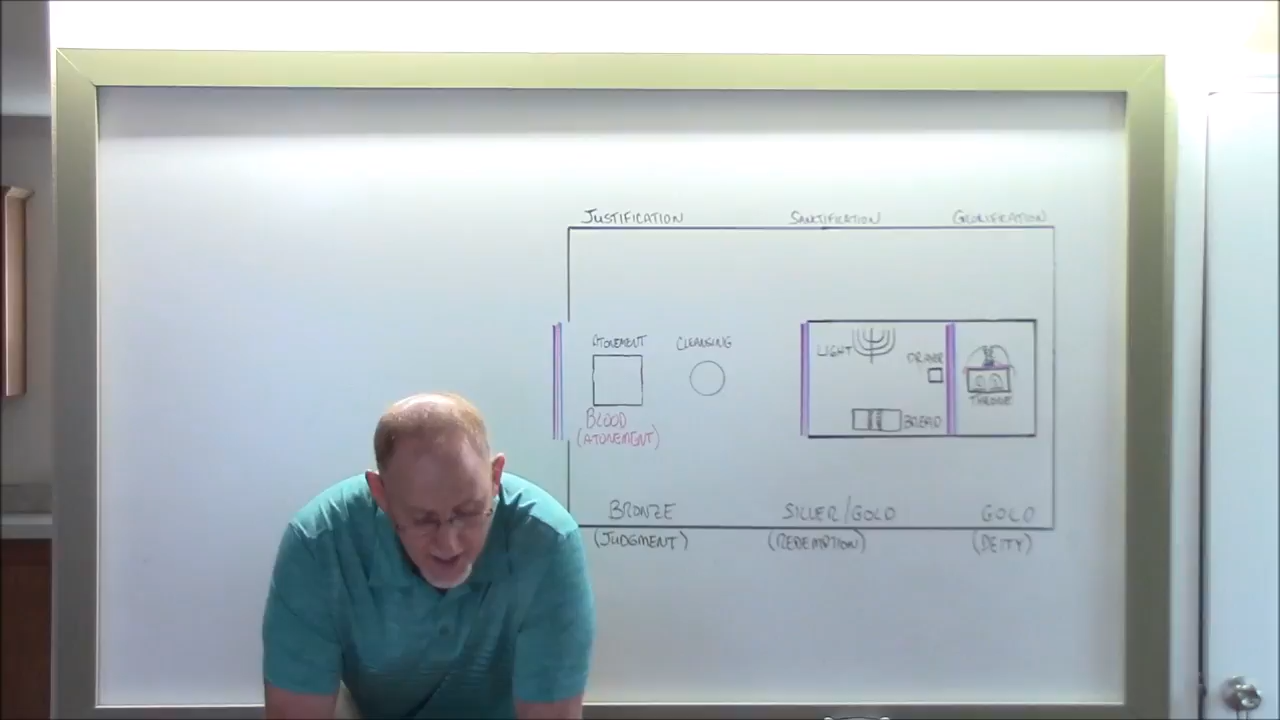 JUSTIFICATION
SANCTIFICATION
GLORIFICATION
ATONEMENT
CLEANSING
LIGHT
PRAYER
THRONE
BLOOD
BREAD
(ATONEMENT)
BRONZE
SILVER/GOLD
GOLD
(JUDGMENT)
(REDEMPTION)
(DEITY)